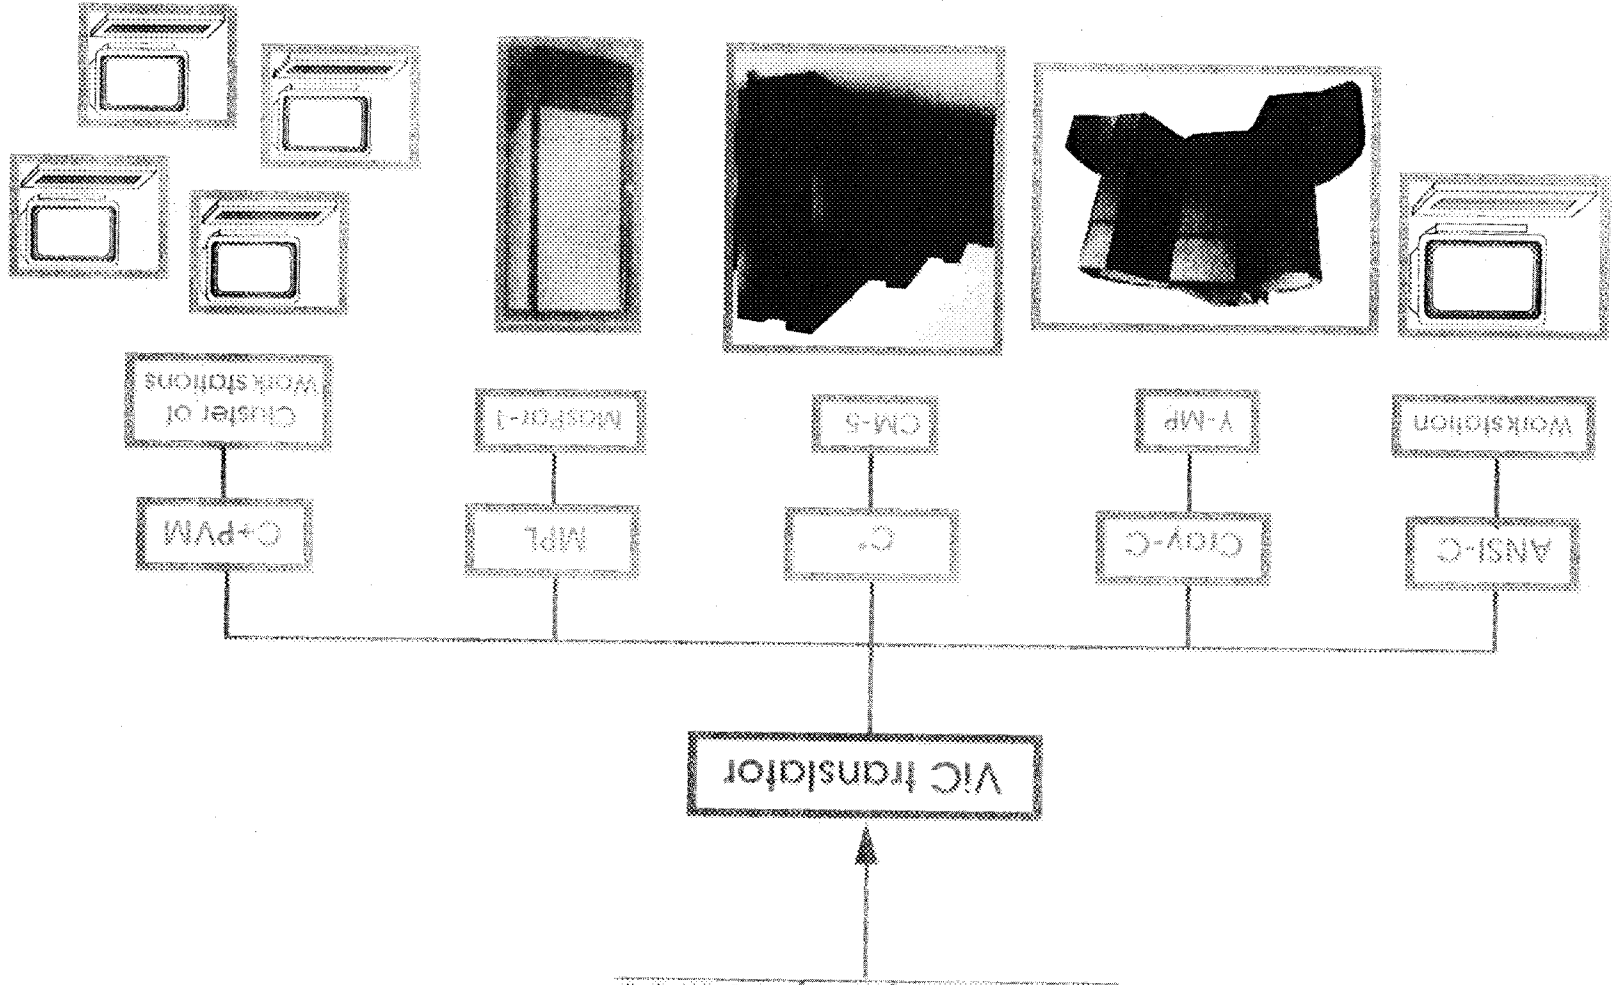 ViC translator
ANSI-C
Cray-C
C*
MPL
C+PVM
Workstation
Y-MP
CM-5
MasPar-1
Cluster of
Workstations